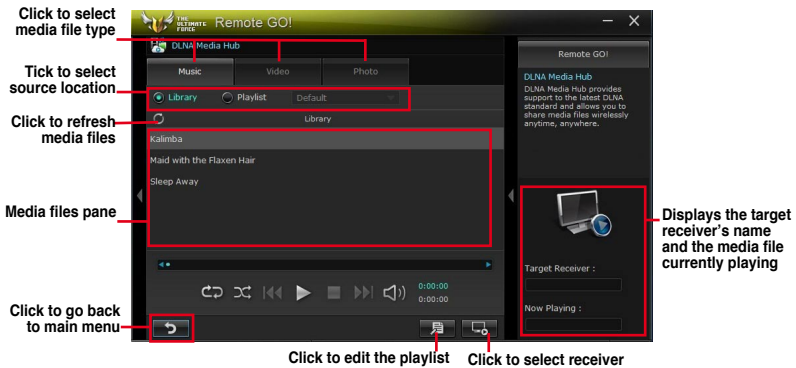 Click to select
media file type
THE
ULTIMATE
FORCE
Remote GO!
DLNA Media Hub
Remote GO!
Music
Video
Photo
DLNA Media Hub
DLNA Media Hub provides
support to the latest DLNA
standard and allows you to
share media files wirelessly
anytime, anywhere.
Tick to select
source location
Library
Playlist
Default
Click to refresh
media files
Library
Kalimba
Maid with the Flaxen Hair
Sleep Away
Media files pane
Displays the target
receiver's name
and the media file
currently playing
Target Receiver :
0:00:00
0:00:00
Now Playing :
Click to go back
to main menu
Click to edit the playlist
Click to select receiver